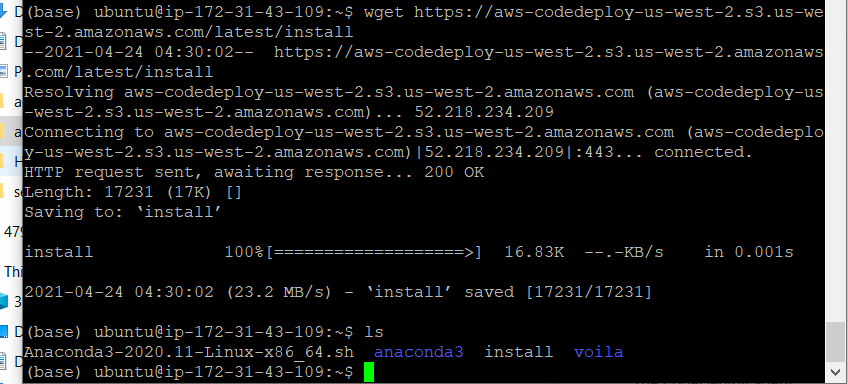 (base) ubuntu@ip-172-31-43-109:~$ wget https://aws-codedeploy-us-west-2.s3.us-we
st-2.amazonaws.com/latest/install
--2021-04-24 04:30:02--  https://aws-codedeploy-us-west-2.s3.us-west-2.amazonaws
.com/latest/install
Resolving aws-codedeploy-us-west-2.s3.us-west-2.amazonaws.com (aws-codedeploy-us
-west-2.s3.us-west-2.amazonaws.com)... 52.218.234.209
Connecting to aws-codedeploy-us-west-2.s3.us-west-2.amazonaws.com (aws-codedeplo
y-us-west-2.s3.us-west-2.amazonaws.com)|52.218.234.209|:443... connected.
HTTP request sent, awaiting response... 200 OK
Length: 17231 (17K) []
Saving to: ‘install’
479
install             100%[===================>]  16.83K  --.-KB/s    in 0.001s
Thi
2021-04-24 04:30:02 (23.2 MB/s) - ‘install’ saved [17231/17231]
(base) ubuntu@ip-172-31-43-109:~$ ls
Anaconda3-2020.11-Linux-x86_64.sh  anaconda3  install  voila
(base) ubuntu@ip-172-31-43-109:~$